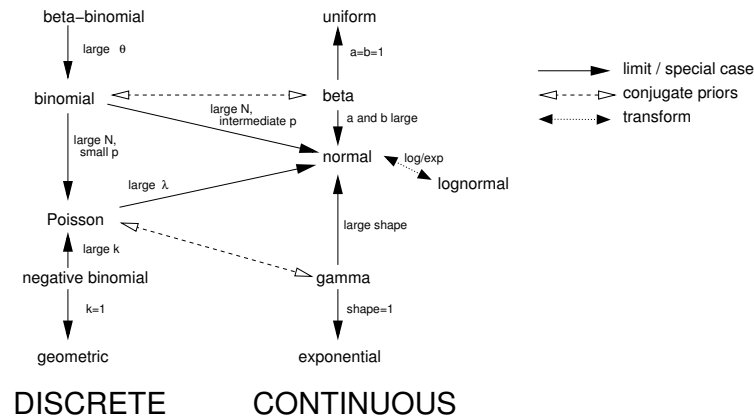 beta−binomial
uniform
large θ
a=b=1
limit / special case
binomial
beta
conjugate priors
large N,
intermediate p
a and b large
transform
large N,
small p
normal
log/exp
lognormal
large λ
Poisson
large k
large shape
negative binomial
gamma
k=1
shape=1
geometric
exponential
DISCRETE
CONTINUOUS